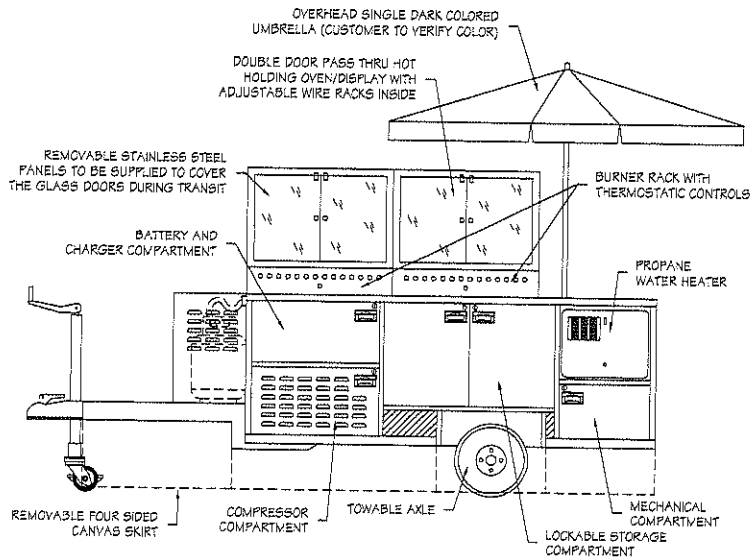 OVERHEAD SINGLE DARK COLORED
UMBRELLA (CUSTOMER TO VERIFY COLOR)
DOUBLE DOOR PASS THRU HOT
HOLDING OVEN/DISPLAY WITH
ADJUSTABLE WIRE RACKS INSIDE
REMOVABLE STAINLESS STEEL
PANELS TO BE SUPPLIED TO COVER
THE GLASS DOORS DURING TRANSIT
BURNER RACK WITH
THERMOSTATIC CONTROLS
BATTERY AND
CHARGER COMPARTMENT
PROPANE
WATER HEATER
REMOVABLE FOUR SIDED
CANVAS SKIRT
COMPRESSOR
COMPARTMENT
TOWABLE AXLE
LOCKABLE STORAGE
COMPARTMENT
MECHANICAL
COMPARTMENT